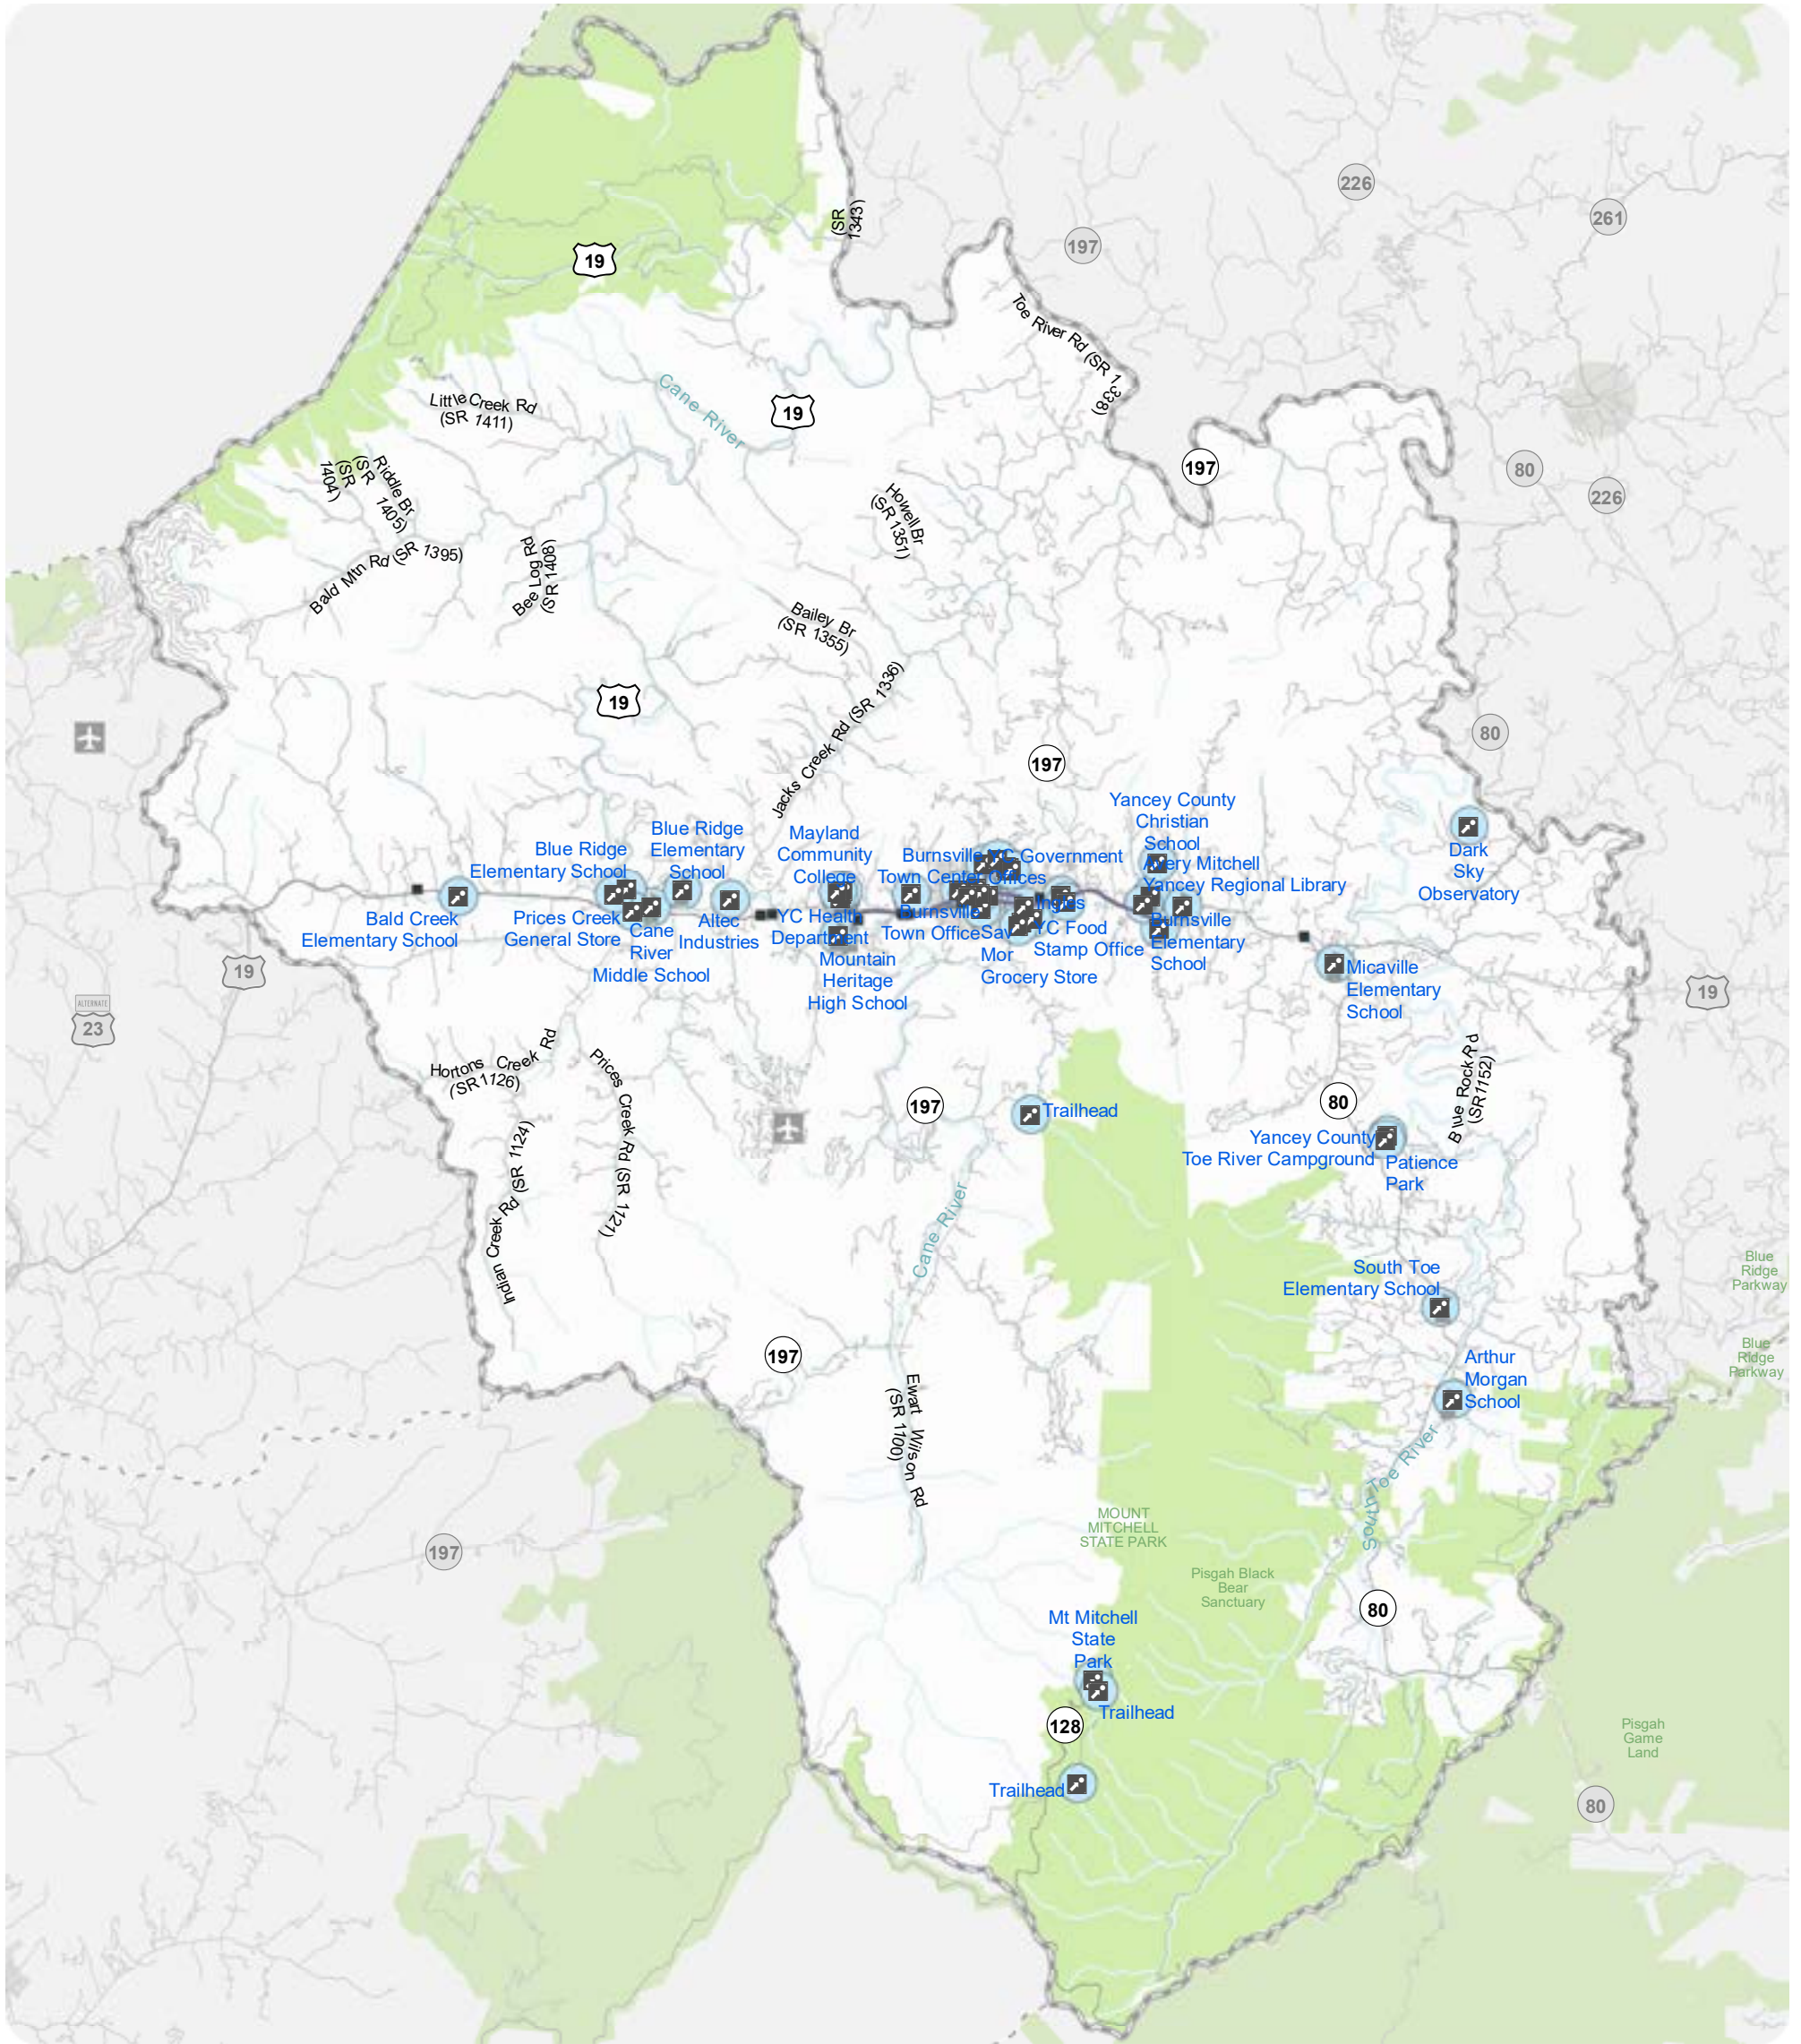 226
261
197
(SR
1343)
19
Toe River Rd (SR 1338)
Cane River
19
Little Creek Rd
(SR 1411)
197
80
226
(SR
1404)
Riddle Br
(SR 1405)
Howell Br
(SR 1351)
Bald Mtn Rd (SR 1395)
Bee Log Rd
(SR 1408)
Bailey Br
(SR 1355)
19
Jacks Creek Rd (SR 1336)
80
197
Yancey County
Christian
School
Blue Ridge
Elementary School
Blue Ridge
Elementary
School
Mayland
Community
College
Burnsville
Town Center
YC Government
Offices
Avery Mitchell
Yancey Regional Library
Dark
Sky
Observatory
Bald Creek
Elementary School
Prices Creek
General Store
Cane
River
Middle School
Altec
Industries
YC Health
Department
Burnsville
Town Office
Ingles
Sav
Mor
Grocery Store
YC Food
Stamp Office
Burnsville
Elementary
School
Mountain
Heritage
High School
Micaville
Elementary
School
19
19
ALTERNATE
23
Hortons Creek Rd
(SR1126)
Prices Creek Rd (SR 1121)
Blue Rock Rd
(SR1152)
197
Trailhead
80
Yancey County
Toe River Campground
Patience
Park
Indian Creek Rd (SR 1124)
Cane River
South Toe
Elementary School
Blue
Ridge
Parkway
197
Arthur
Morgan
School
Blue
Ridge
Parkway
Ewart Wilson Rd
(SR 1100)
South Toe River
MOUNT
MITCHELL
STATE PARK
197
Pisgah Black
Bear
Sanctuary
80
Mt Mitchell
State
Park
Trailhead
128
Pisgah
Game
Land
Trailhead
80